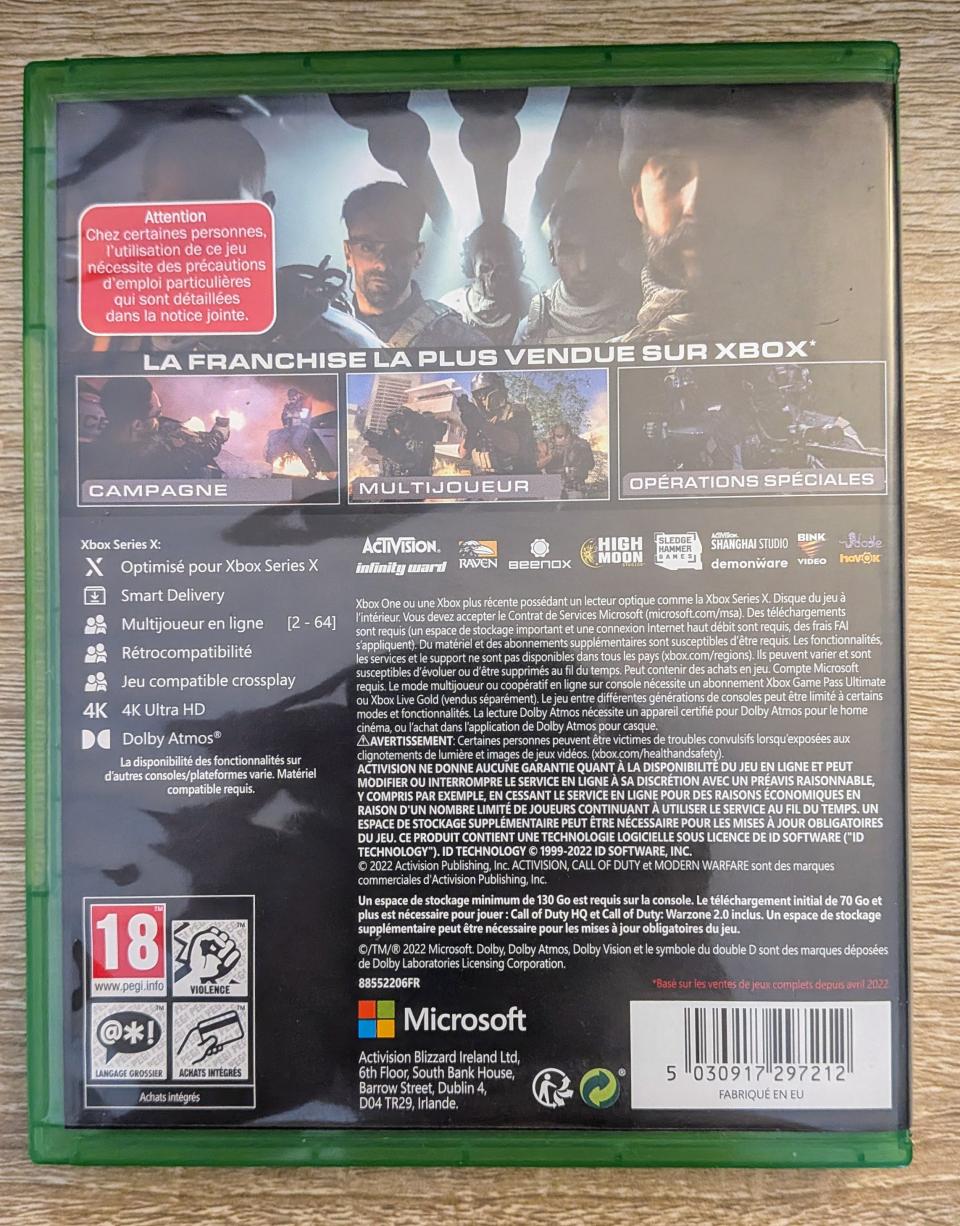 Attention
Chez certaines personnes,
l'utilisation de ce jeu
nécessite des précautions
d'emploi particulières
qui sont détaillées
dans la notice jointe.
LA FRANCHISE LA PLUS VENDUE SUR XBOX*
CAMPAGNE
MULTIJOUEUR
OPÉRATIONS SPÉCIALES
Xbox Series X:
Optimisé pour Xbox Series X
Smart Delivery
Multijoueur en ligne [2 - 64]
Rétrocompatibilité
Jeu compatible crossplay
4K 4K Ultra HD
Dolby Atmos®
La disponibilité des fonctionnalités sur
d'autres consoles/plateformes varie. Matériel
compatible requis.
ACTIVISION®
infinity ward
RAVEN
BEENOX
HIGH
MOON
STUDIOS
SLEDGE
HAMMER
GAMES
ACTIVISION
SHANGHAI STUDIO
demonware
BINK
VIDEO
havok
Xbox One ou une Xbox plus récente possédant un lecteur optique comme la Xbox Series X. Disque du jeu à
l'intérieur. Vous devez accepter le Contrat de Services Microsoft (microsoft.com/msa). Des téléchargements
sont requis (un espace de stockage important et une connexion Internet haut débit sont requis, des frais FAI
s'appliquent). Du matériel et des abonnements supplémentaires sont susceptibles d'être requis. Les fonctionnalités,
les services et le support ne sont pas disponibles dans tous les pays (xbox.com/regions). Ils peuvent varier et sont
susceptibles d'évoluer ou d'être supprimés au fil du temps. Peut contenir des achats en jeu. Compte Microsoft
requis. Le mode multijoueur ou coopératif en ligne sur console nécessite un abonnement Xbox Game Pass Ultimate
ou Xbox Live Gold (vendus séparément). Le jeu entre différentes générations de consoles peut être limité à certains
modes et fonctionnalités. La lecture Dolby Atmos nécessite un appareil certifié pour Dolby Atmos pour le home
cinéma, ou l'achat dans l'application de Dolby Atmos pour casque.
⚠AVERTISSEMENT: Certaines personnes peuvent être victimes de troubles convulsifs lorsqu'exposées aux
clignotements de lumière et images de jeux vidéos. (xbox.com/healthandsafety).
ACTIVISION NE DONNE AUCUNE GARANTIE QUANT À LA DISPONIBILITÉ DU JEU EN LIGNE ET PEUT
MODIFIER OU INTERROMPRE LE SERVICE EN LIGNE À SA DISCRÉTION AVEC UN PRÉAVIS RAISONNABLE,
Y COMPRIS PAR EXEMPLE, EN CESSANT LE SERVICE EN LIGNE POUR DES RAISONS ÉCONOMIQUES EN
RAISON D'UN NOMBRE LIMITÉ DE JOUEURS CONTINUANT À UTILISER LE SERVICE AU FIL DU TEMPS. UN
ESPACE DE STOCKAGE SUPPLÉMENTAIRE PEUT ÊTRE NÉCESSAIRE POUR LES MISES À JOUR OBLIGATOIRES
DU JEU. CE PRODUIT CONTIENT UNE TECHNOLOGIE LOGICIELLE SOUS LICENCE DE ID SOFTWARE ("ID
TECHNOLOGY"). ID TECHNOLOGY © 1999-2022 ID SOFTWARE, INC.
© 2022 Activision Publishing, Inc. ACTIVISION, CALL OF DUTY et MODERN WARFARE sont des marques
commerciales d'Activision Publishing, Inc.
Un espace de stockage minimum de 130 Go est requis sur la console. Le téléchargement initial de 70 Go et
plus est nécessaire pour jouer : Call of Duty HQ et Call of Duty: Warzone 2.0 inclus. Un espace de stockage
supplémentaire peut être nécessaire pour les mises à jour obligatoires du jeu.
©/TM/® 2022 Microsoft. Dolby, Dolby Atmos, Dolby Vision et le symbole du double D sont des marques déposées
de Dolby Laboratories Licensing Corporation.
88552206FR
*Basé sur les ventes de jeux complets depuis avril 2022
18
www.pegi.info
VIOLENCE
@*!
LANGAGE GROSSIER
ACHATS INTÉGRÉS
Achats intégrés
Microsoft
Activision Blizzard Ireland Ltd,
6th Floor, South Bank House,
Barrow Street, Dublin 4,
D04 TR29, Irlande.
5 030917 297212
FABRIQUÉ EN EU